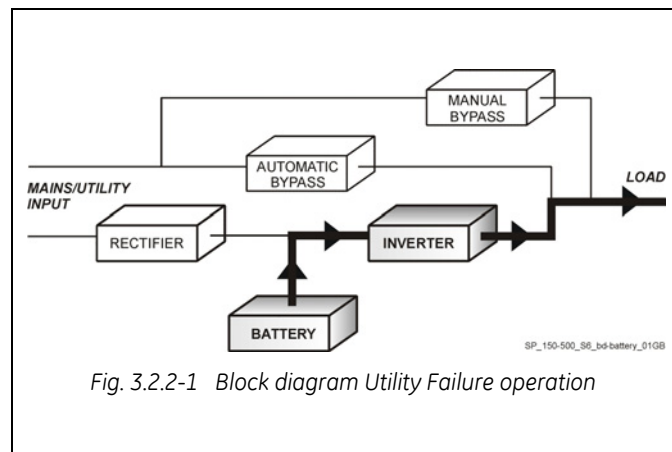 MANUAL
BYPASS
AUTOMATIC
BYPASS
LOAD
MAINS/UTILITY
INPUT
RECTIFIER
INVERTER
BATTERY
SP_150-500_S6_bd-battery_01GB
Fig. 3.2.2-1 Block diagram Utility Failure operation